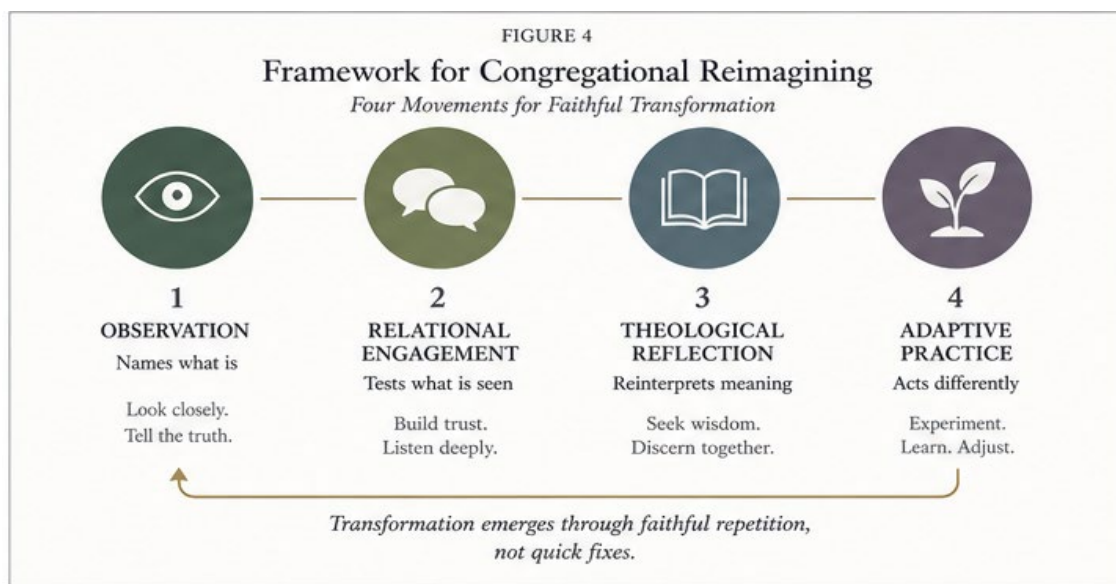 FIGURE 4
Framework for Congregational Reimagining
Four Movements for Faithful Transformation
1
OBSERVATION
Names what is
Look closely.
Tell the truth.
2
RELATIONAL
ENGAGEMENT
Tests what is seen
Build trust.
Listen deeply.
3
THEOLOGICAL
REFLECTION
Reinterprets meaning
Seek wisdom.
Discern together.
4
ADAPTIVE
PRACTICE
Acts differently
Experiment.
Learn. Adjust.
Transformation emerges through faithful repetition,
not quick fixes.